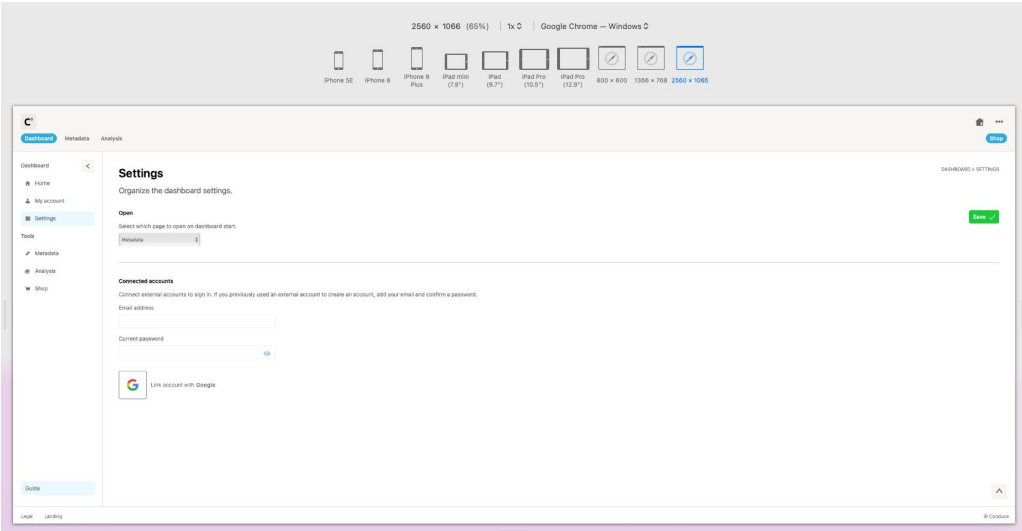 2560 × 1066 (65%) 1x Google Chrome — Windows
iPhone SE
iPhone 8
iPhone 8 Plus
iPad mini (7.9")
iPad (9.7")
iPad Pro (10.5")
iPad Pro (12.9")
800 × 600
1366 × 768
2560 × 1065
C
Dashboard Metadata Analysis Shop
Dashboard
Home
My account
Settings
Tools
Metadata
Analysis
Shop
Guide
Settings
DASHBOARD > SETTINGS
Organize the dashboard settings.
Open
Save
Select which page to open on dashboard start.
Metadata
Connected accounts
Connect external accounts to sign in. If you previously used an external account to create an account, add your email and confirm a password.
Email address
Current password
Link account with Google
Legal Landing © Conduce